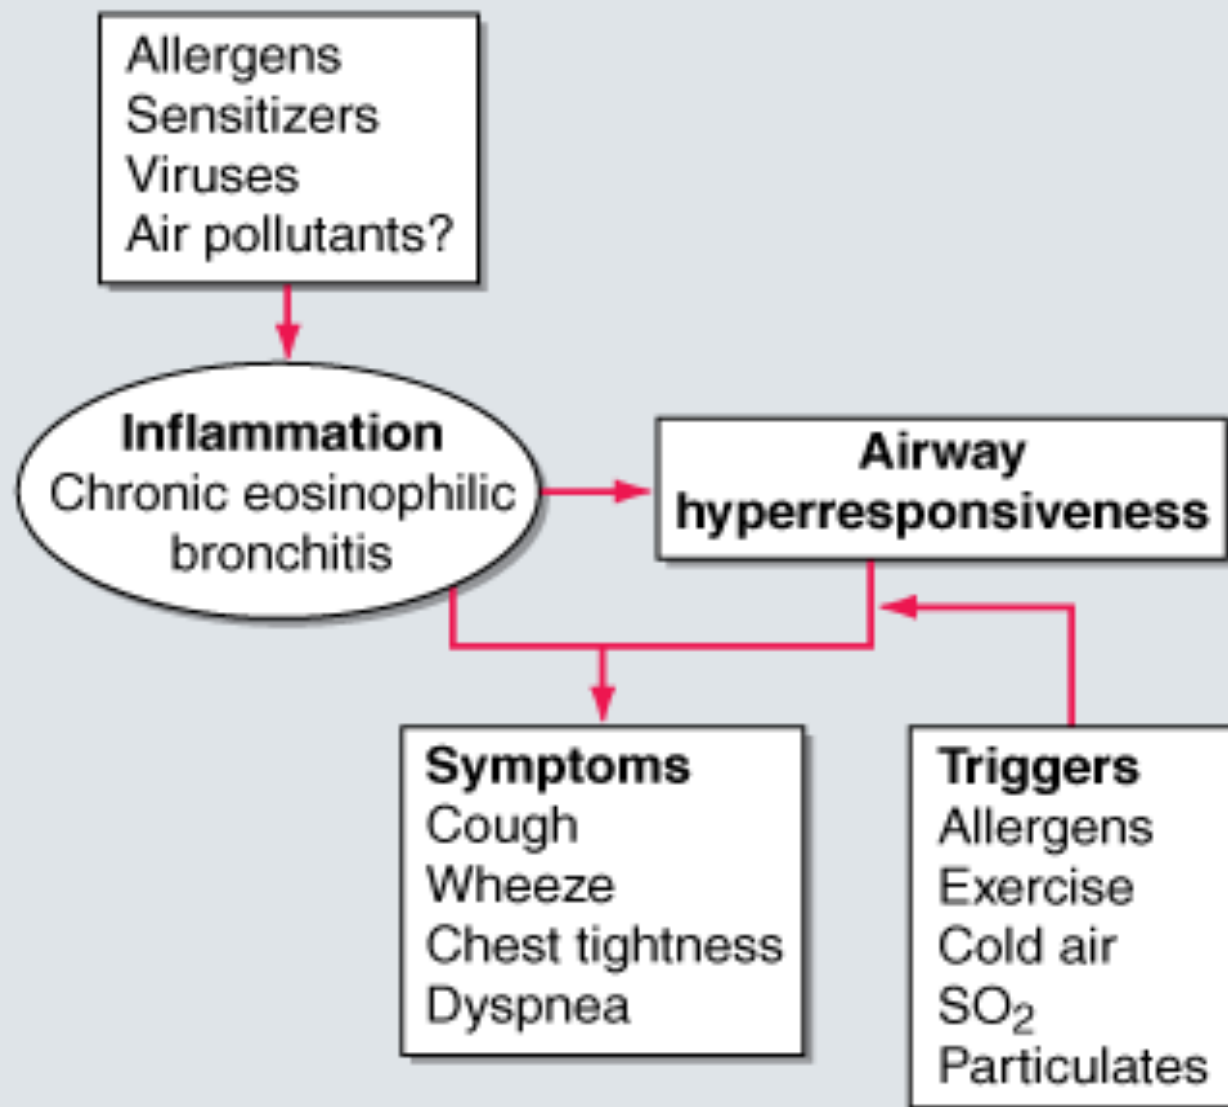 Allergens
Sensitizers
Viruses
Air pollutants?
Inflammation
Chronic eosinophilic
bronchitis
Airway
hyperresponsiveness
Symptoms
Cough
Wheeze
Chest tightness
Dyspnea
Triggers
Allergens
Exercise
Cold air
SO₂
Particulates